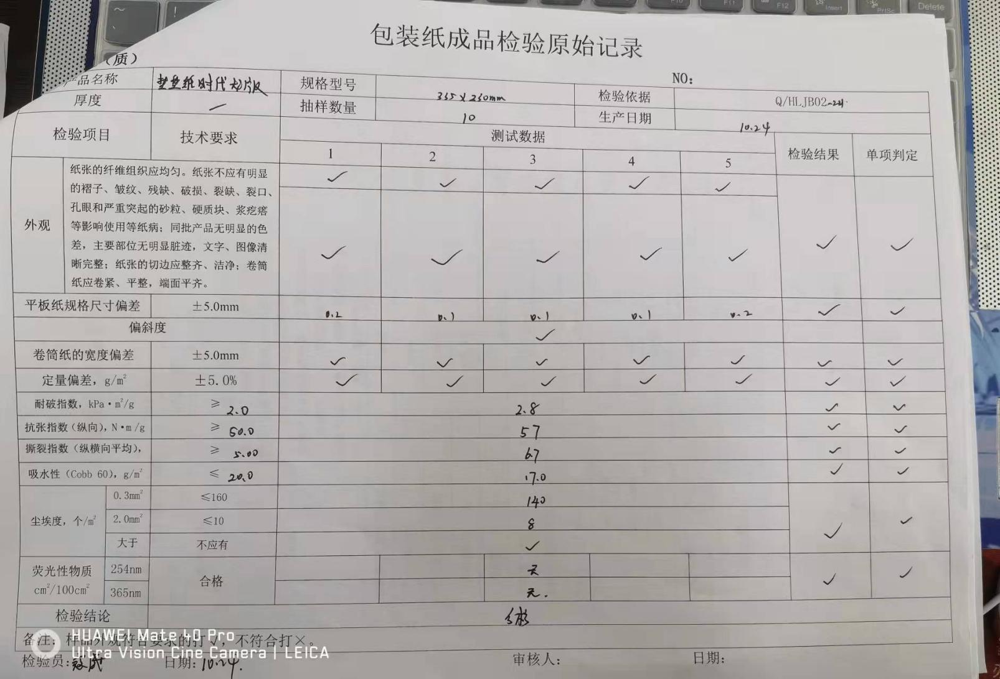 包装纸成品检验原始记录
（质）
NO：
产品名称 垫盘纸时代大厅版 规格型号 335×230mm 检验依据 Q/HLJB02-221
厚度 — 抽样数量 10 生产日期 10.24
检验项目 技术要求 测试数据 检验结果 单项判定
1 2 3 4 5
外观
纸张的纤维组织应均匀。纸张不应有明显
的褶子、皱纹、残缺、破损、裂缺、裂口、
孔眼和严重突起的砂粒、硬质块、浆疙瘩
等影响使用等纸病；同批产品无明显的色
差，主要部位无明显脏迹，文字、图像清
晰完整；纸张的切边应整齐、洁净；卷筒
纸应卷紧、平整，端面平齐。
✓ ✓ ✓ ✓ ✓
✓ ✓ ✓ ✓ ✓ ✓ ✓
平板纸规格尺寸偏差 ±5.0mm 0.2 0.1 0.1 0.1 0.2 ✓ ✓
偏斜度 ✓
卷筒纸的宽度偏差 ±5.0mm ✓ ✓ ✓ ✓ ✓ ✓ ✓
定量偏差，g/m² ±5.0% ✓ ✓ ✓ ✓ ✓ ✓ ✓
耐破指数，kPa·m²/g ≥ 2.0 2.8 ✓ ✓
抗张指数（纵向），N·m/g ≥ 50.0 57 ✓ ✓
撕裂指数（纵横向平均）， ≥ 5.00 6.7 ✓ ✓
吸水性（Cobb 60），g/m² ≤ 20.0 17.0 ✓ ✓
尘埃度，个/m² 0.3mm² ≤160 140
2.0mm² ≤10 8 ✓ ✓
大于 不应有 ✓
荧光性物质 cm²/100cm² 254nm 合格 无 ✓ ✓
365nm 无.
检验结论 合格
备注：样品外观符合要求的打√，不符合打×。
检验员： 日期：10.24. 审核人： 日期：
HUAWEI Mate 40 Pro
Ultra Vision Cine Camera | LEICA
F12
Insert
PrtSc
Delete